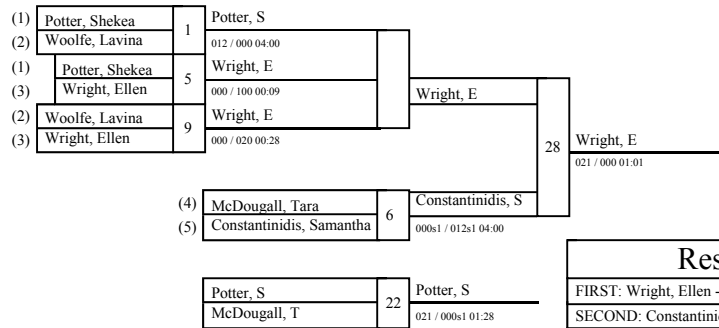 (1) Potter, Shekea 1 Potter, S
(2) Woolfe, Lavina 012 / 000 04:00
(1) Potter, Shekea 5 Wright, E
(3) Wright, Ellen 000 / 100 00:09
Wright, E
(2) Woolfe, Lavina 9 Wright, E
(3) Wright, Ellen 000 / 020 00:28
28 Wright, E
021 / 000 01:01
(4) McDougall, Tara 6 Constantinidis, S
(5) Constantinidis, Samantha 000s1 / 012s1 04:00
Potter, S 22 Potter, S
McDougall, T 021 / 000s1 01:28
Res
FIRST: Wright, Ellen -
SECOND: Constantini